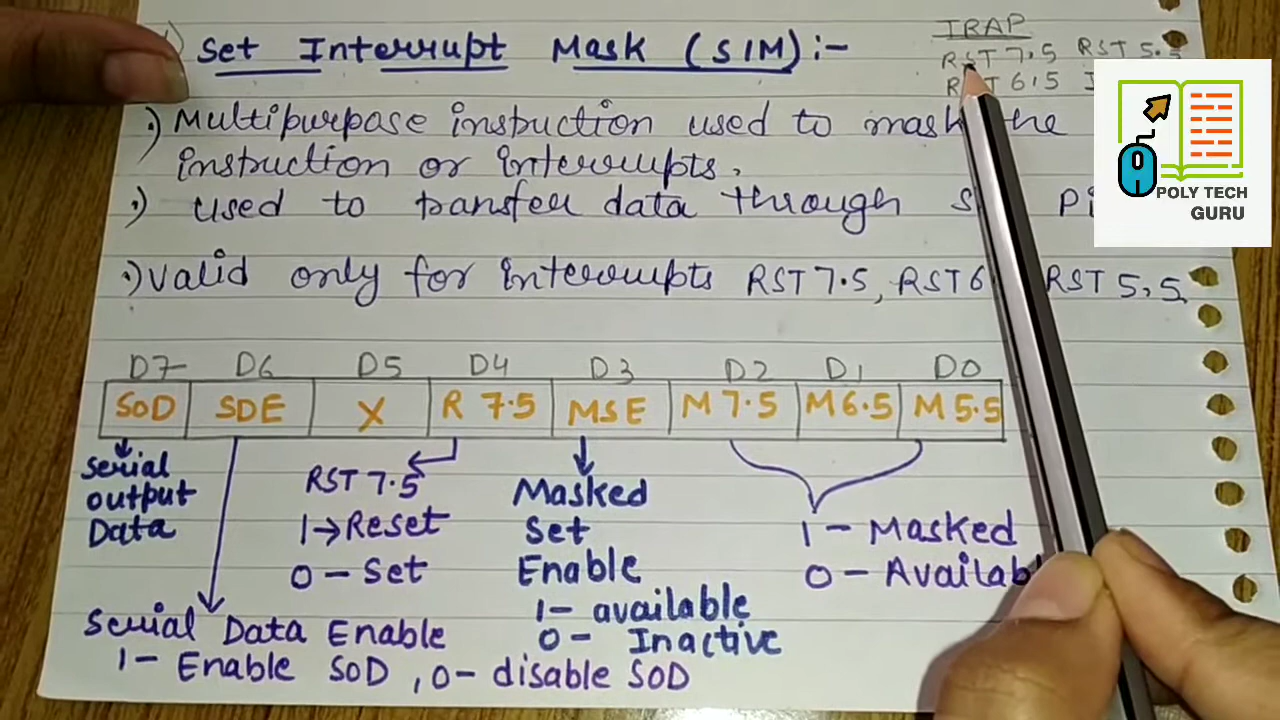 Set Interrupt Mask (SIM) :-
TRAP
RST 7.5 RST 5.5
6.5
Multipurpose instruction used to mask the
instruction or interrupts.
used to transfer data through
Valid only for interrupts RST 7.5, RST 6 RST 5.5
D7 D6 D5 D4 D3 D2 D1 D0
SOD SDE X R 7.5 MSE M 7.5 M 6.5 M 5.5
Serial output Data
RST 7.5
1→Reset
0 - Set
Masked
Set
Enable
1- available
0- Inactive
1 - Masked
0 - Availab
Serial Data Enable
1- Enable SOD , 0- disable SOD
POLY TECH
GURU